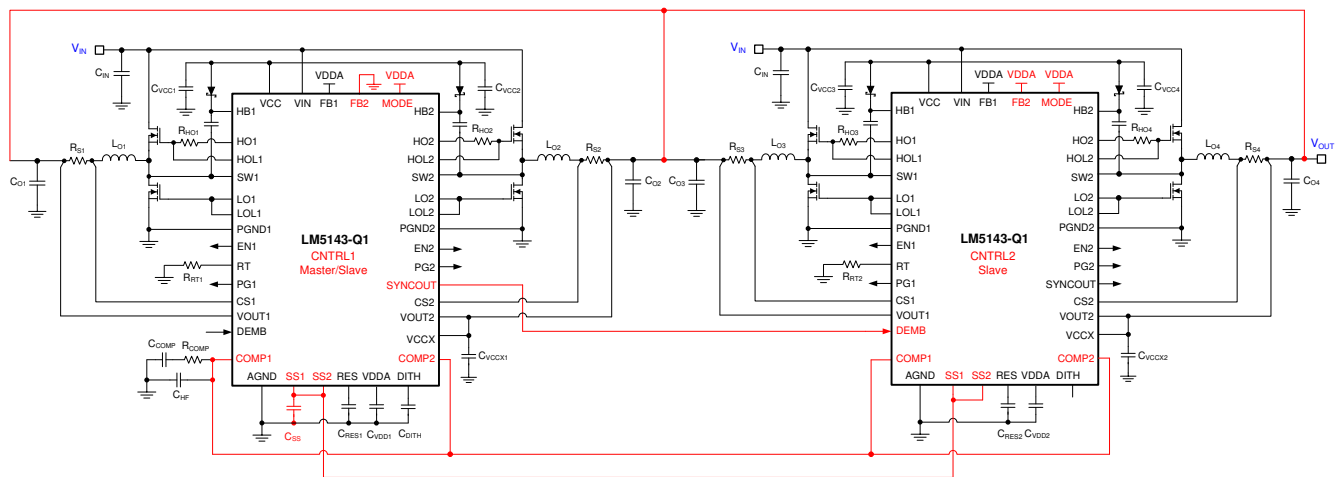 VIN
CIN
CVCC1
VDDA
VDDA
CVCC2
VCC
VIN
FB1
FB2
MODE
HB1
HB2
RHO1
HO1
HO2
RHO2
RS1
LO1
HOL1
HOL2
LO2
RS2
SW1
SW2
CO1
LO1
LO2
CO2
LOL1
LOL2
PGND1
PGND2
LM5143-Q1
CNTRL1
Master/Slave
EN1
EN2
RT
PG2
RRT1
PG1
SYNCOUT
CS1
CS2
VOUT1
VOUT2
DEMB
VCCX
CCOMP
RCOMP
COMP1
COMP2
CVCCX1
CHF
AGND
SS1
SS2
RES
VDDA
DITH
CSS
CRES1
CVDD1
CDITH
VIN
CIN
CVCC3
VDDA
VDDA
VDDA
CVCC4
VCC
VIN
FB1
FB2
MODE
HB1
HB2
RHO3
HO1
HO2
RHO4
RS3
LO3
HOL1
HOL2
LO4
RS4
VOUT
SW1
SW2
CO3
LO1
LO2
CO4
LOL1
LOL2
PGND1
PGND2
LM5143-Q1
CNTRL2
Slave
EN1
EN2
RT
PG2
RRT2
PG1
SYNCOUT
CS1
CS2
VOUT1
VOUT2
DEMB
VCCX
COMP1
COMP2
CVCCX2
AGND
SS1
SS2
RES
VDDA
DITH
CRES2
CVDD2